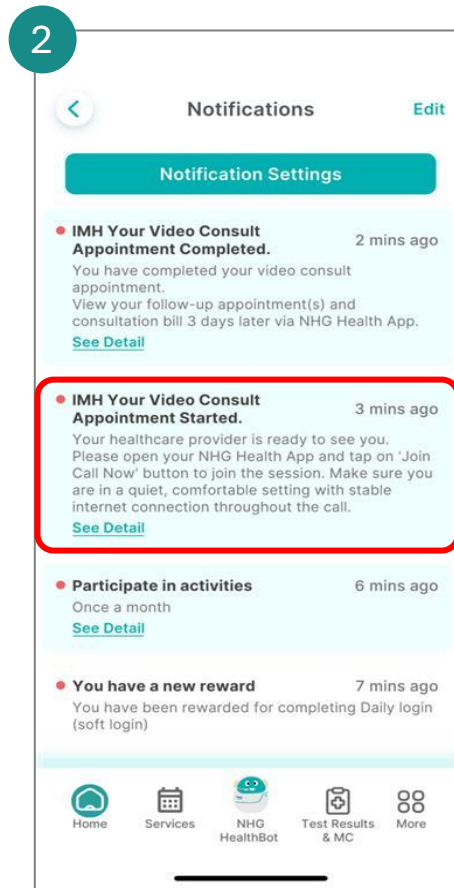 2
Notifications
Edit
Notification Settings
IMH Your Video Consult
Appointment Completed.
2 mins ago
You have completed your video consult
appointment.
View your follow-up appointment(s) and
consultation bill 3 days later via NHG Health App.
See Detail
IMH Your Video Consult
Appointment Started.
3 mins ago
Your healthcare provider is ready to see you.
Please open your NHG Health App and tap on 'Join
Call Now' button to join the session. Make sure you
are in a quiet, comfortable setting with stable
internet connection throughout the call.
See Detail
Participate in activities
6 mins ago
Once a month
See Detail
You have a new reward
7 mins ago
You have been rewarded for completing Daily login
(soft login)
Home
Services
NHG
HealthBot
Test Results
& MC
More